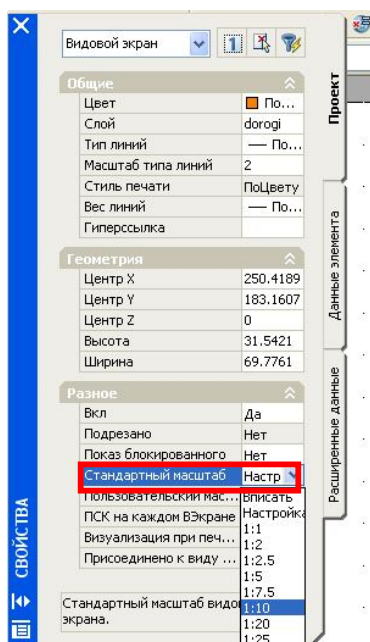 Видовой экран
Общие
Цвет По...
Слой dorogi
Тип линий — По...
Масштаб типа линий 2
Стиль печати ПоЦвету
Вес линий — По...
Гиперссылка
Геометрия
Центр X 250.4189
Центр Y 183.1607
Центр Z 0
Высота 31.5421
Ширина 69.7761
Разное
Вкл Да
Подрезано Нет
Показ блокированного Нет
Стандартный масштаб Настр
Пользовательский мас... Вписать
ПСК на каждом ВЭкране Настройка
Визуализация при печ... 1:1
1:2
Присоединено к виду ... 1:2.5
1:5
1:7.5
Стандартный масштаб видо 1:10
экрана. 1:20
1:25
СВОЙСТВА
Проект
Данные элемента
Расширенные данные